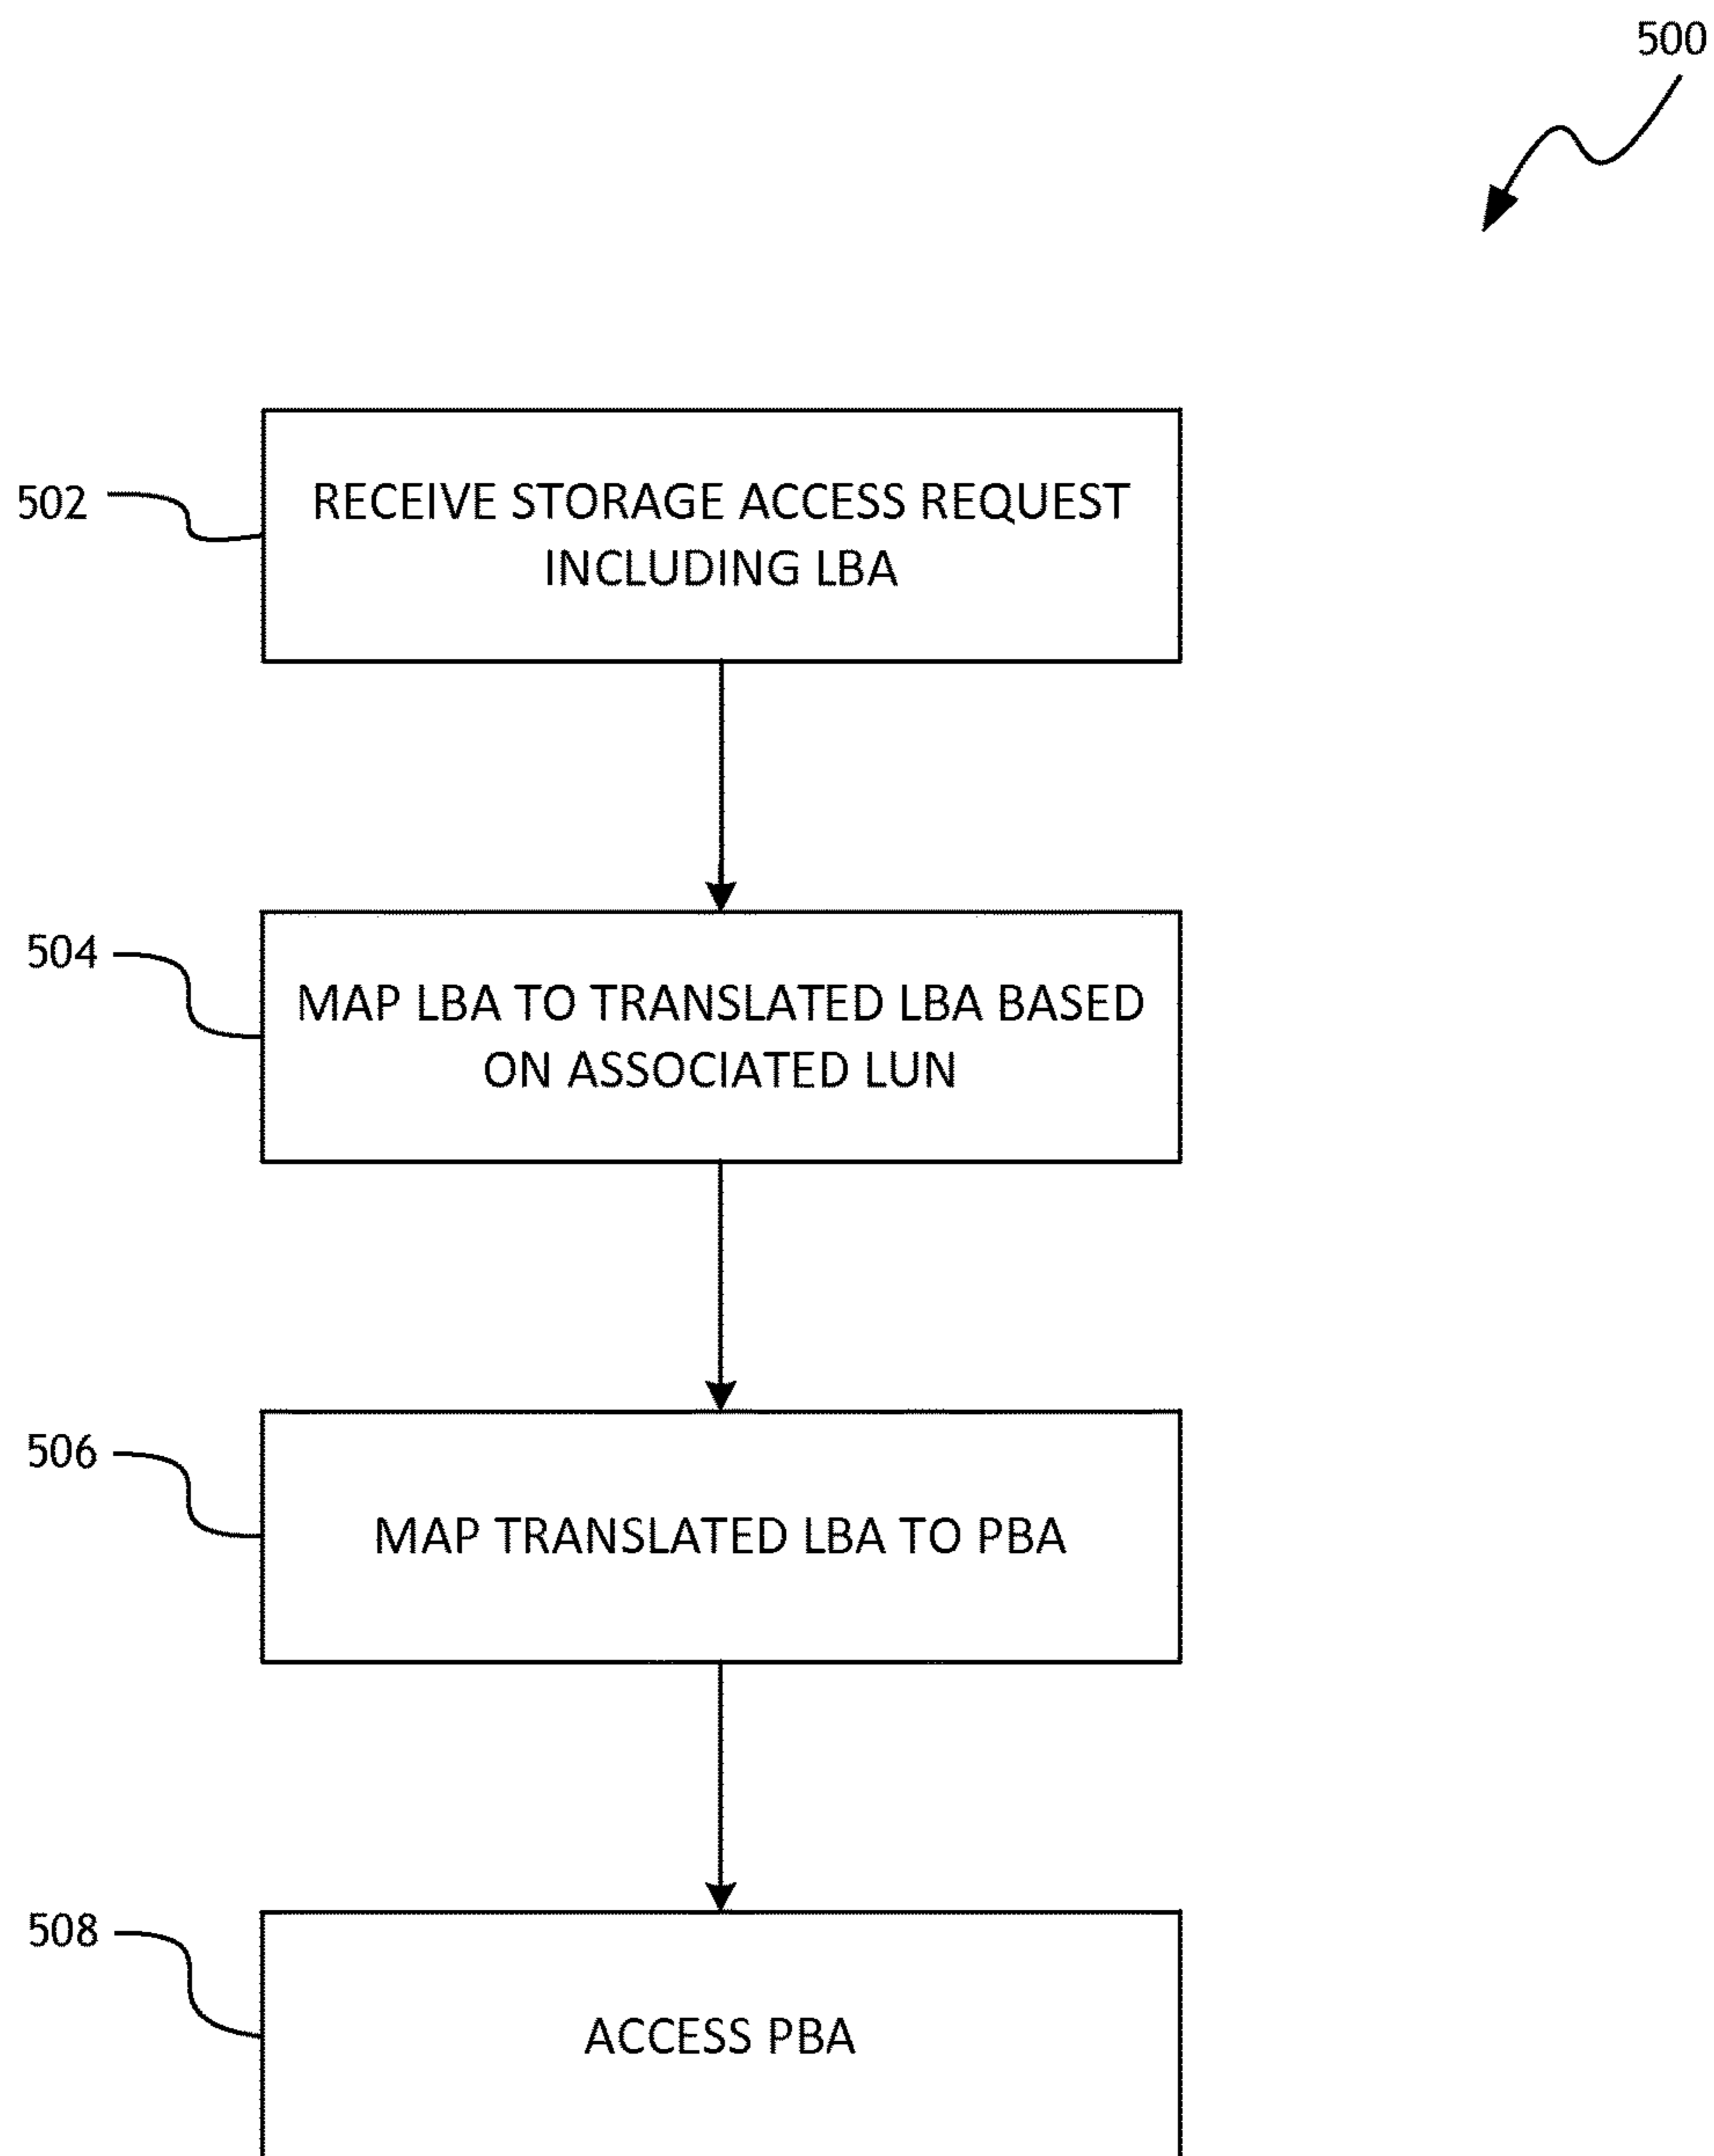 500
502
RECEIVE STORAGE ACCESS REQUEST
INCLUDING LBA
504
MAP LBA TO TRANSLATED LBA BASED
ON ASSOCIATED LUN
506
MAP TRANSLATED LBA TO PBA
508
ACCESS PBA